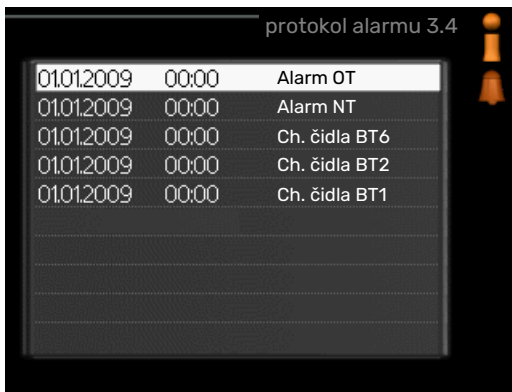 protokol alarmu 3.4
01.01.2009 00:00 Alarm OT
01.01.2009 00:00 Alarm NT
01.01.2009 00:00 Ch. čidla BT6
01.01.2009 00:00 Ch. čidla BT2
01.01.2009 00:00 Ch. čidla BT1